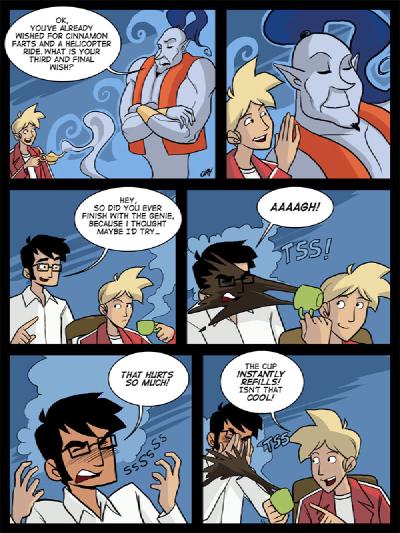 OK,
YOU'VE ALREADY
WISHED FOR CINNAMON
FARTS AND A HELICOPTER
RIDE. WHAT IS YOUR
THIRD AND FINAL
WISH?
HEY,
SO DID YOU EVER
FINISH WITH THE GENIE,
BECAUSE I THOUGHT
MAYBE I'D TRY...
AAAAGH!
TSS!
THAT HURTS
SO MUCH!
SSSSSS
THE CUP
INSTANTLY
REFILLS!
ISN'T THAT
COOL!
TSS